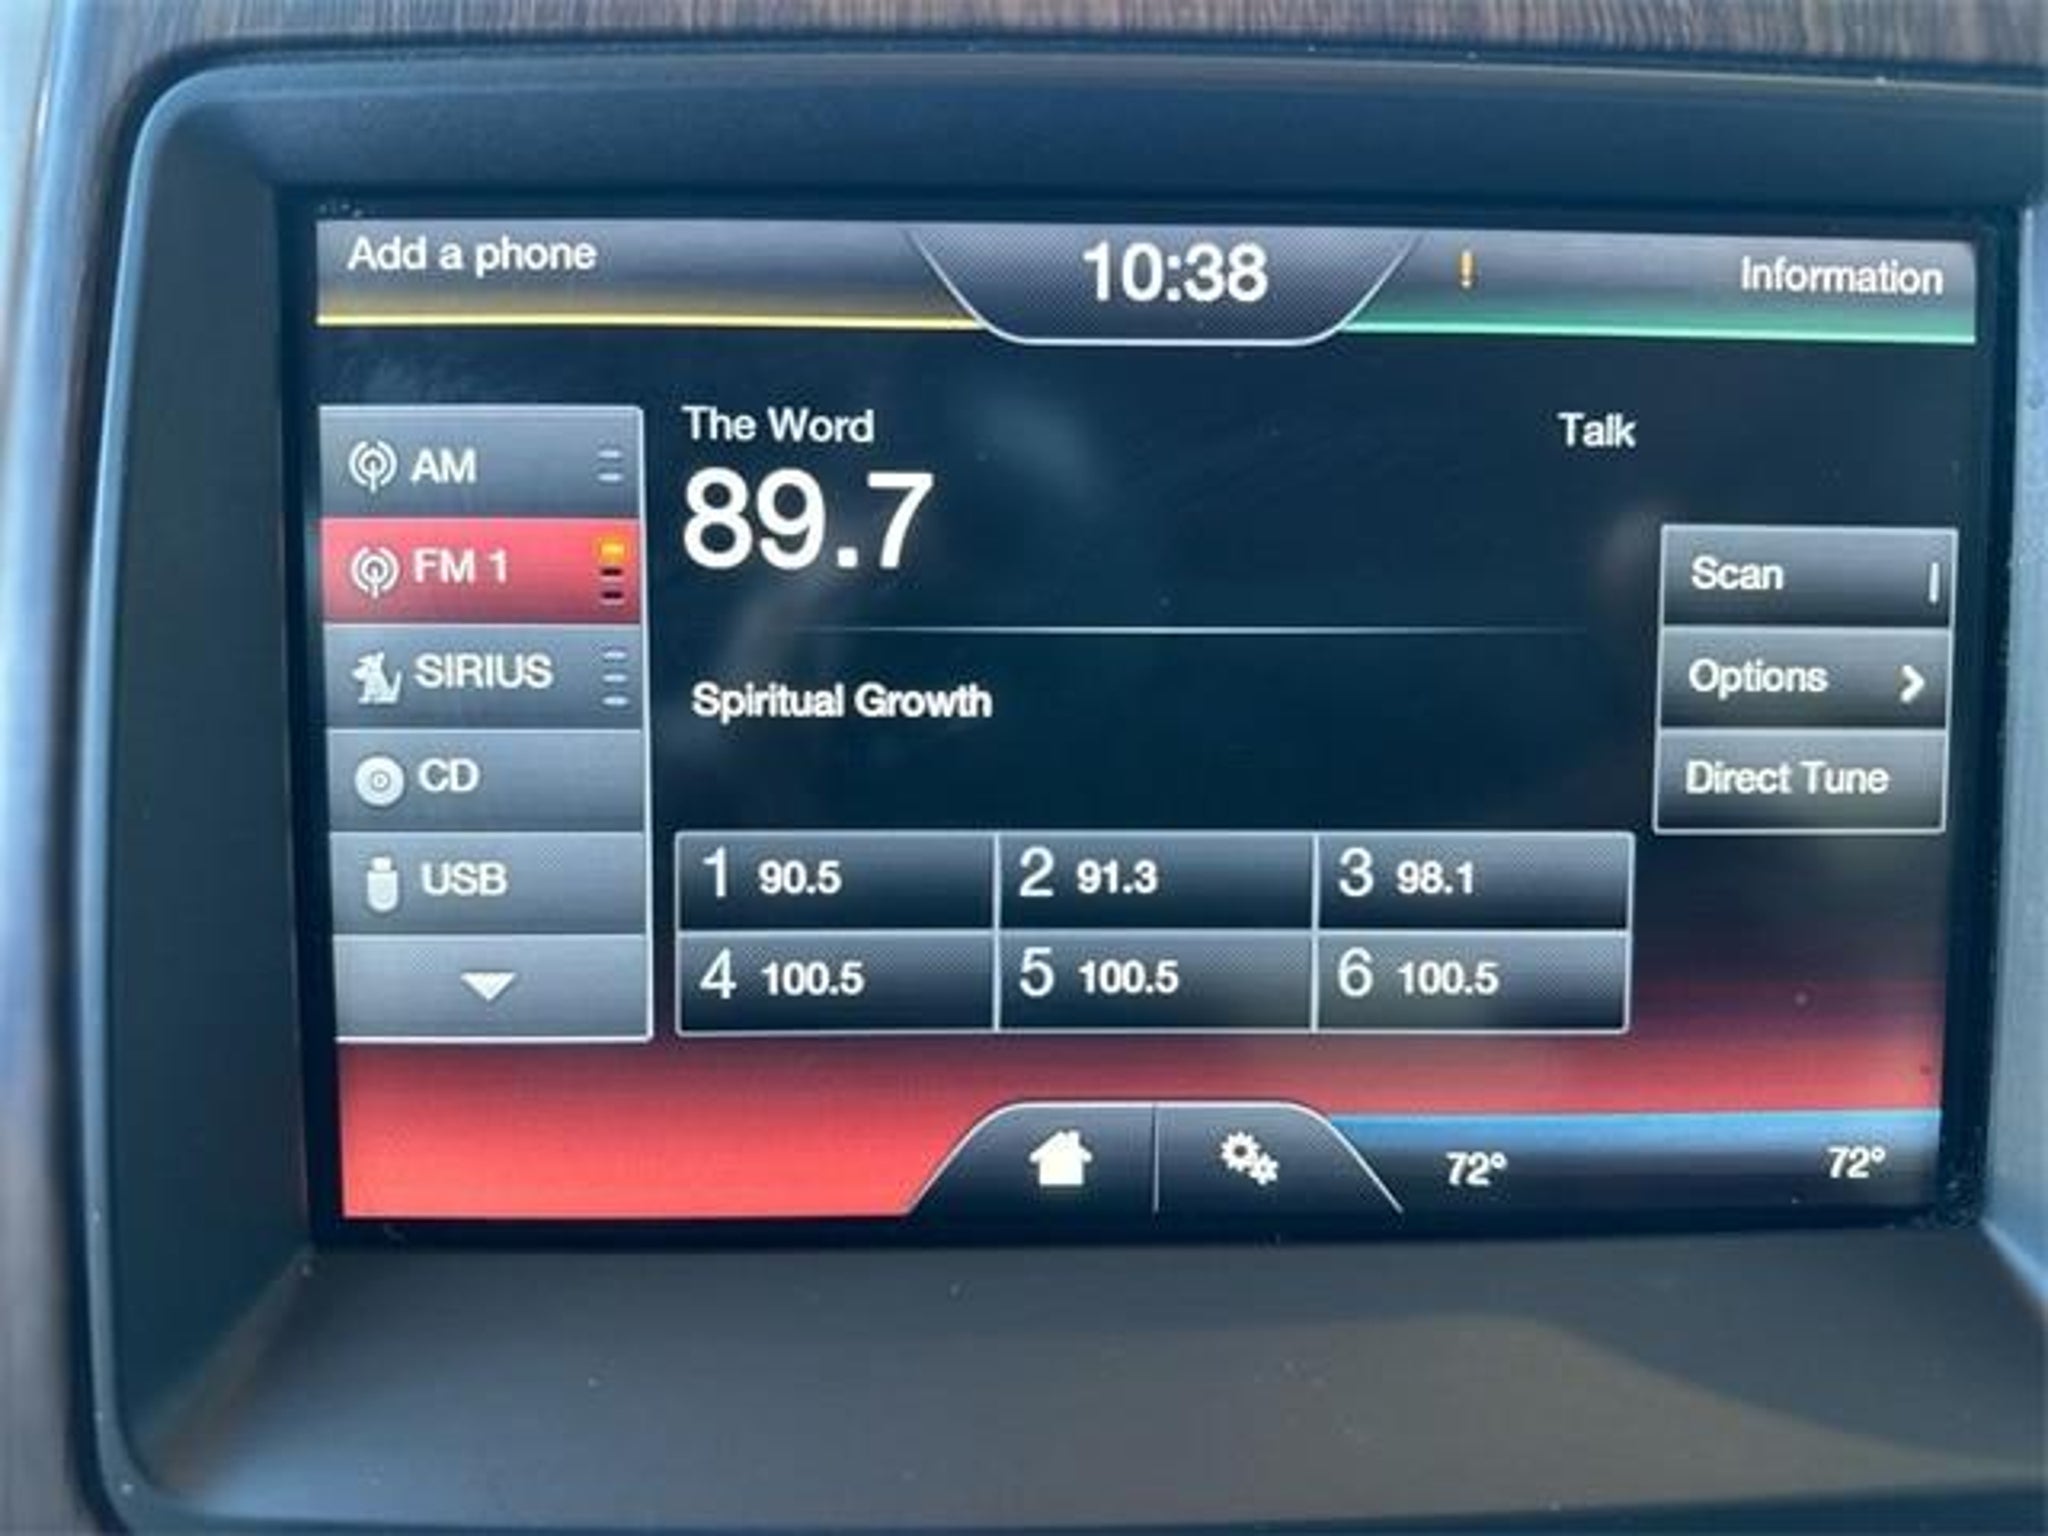 Add a phone
10:38
!
Information
AM
FM 1
SIRIUS
CD
USB
The Word
Talk
89.7
Spiritual Growth
Scan
Options
Direct Tune
1 90.5
2 91.3
3 98.1
4 100.5
5 100.5
6 100.5
72°
72°